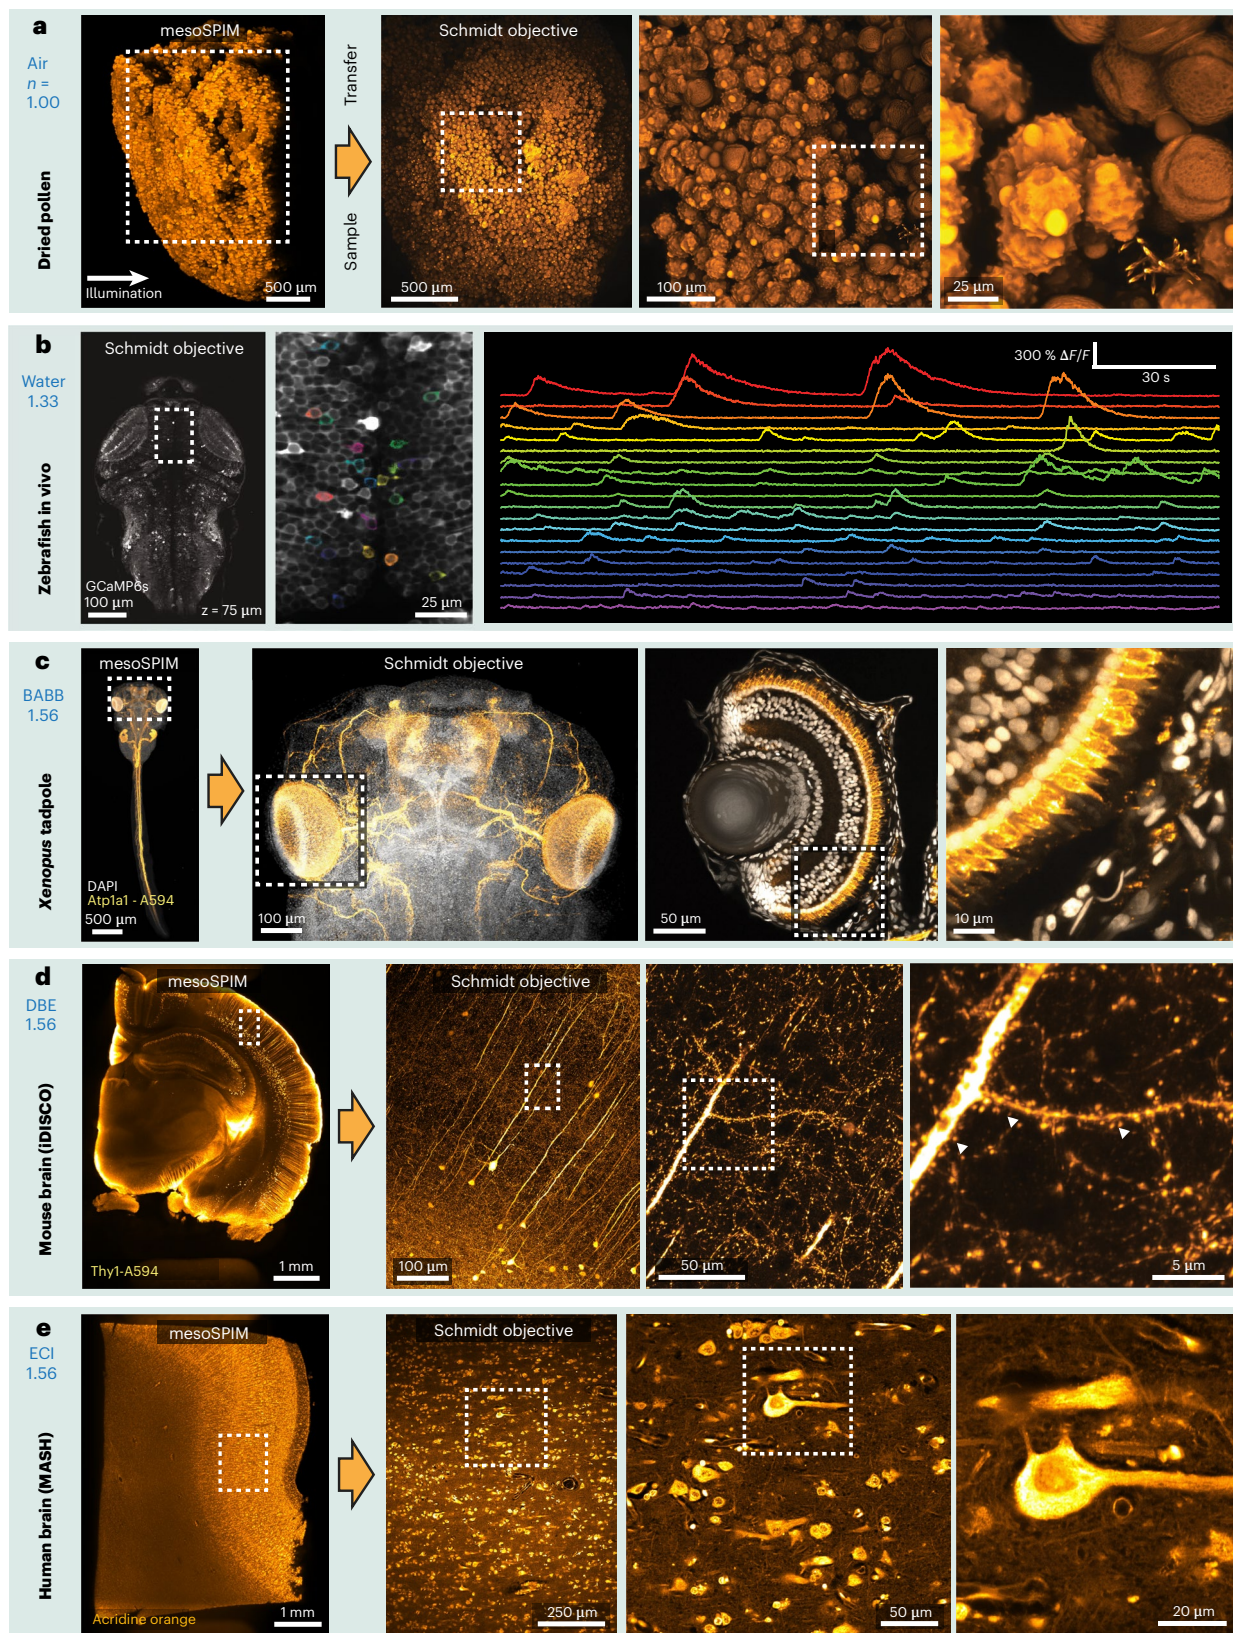 a
Air
n =
1.00
Dried pollen
mesoSPIM
Illumination
500 µm
Transfer
Sample
Schmidt objective
500 µm
100 µm
25 µm
b
Water
1.33
Zebrafish in vivo
Schmidt objective
GCaMP6s
100 µm
z = 75 µm
25 µm
300 % ΔF/F
30 s
c
BABB
1.56
Xenopus tadpole
mesoSPIM
DAPI
Atp1a1 - A594
500 µm
Schmidt objective
100 µm
50 µm
10 µm
d
DBE
1.56
Mouse brain (iDISCO)
mesoSPIM
Thy1-A594
1 mm
Schmidt objective
100 µm
50 µm
5 µm
e
ECI
1.56
Human brain (MASH)
mesoSPIM
Acridine orange
1 mm
Schmidt objective
250 µm
50 µm
20 µm